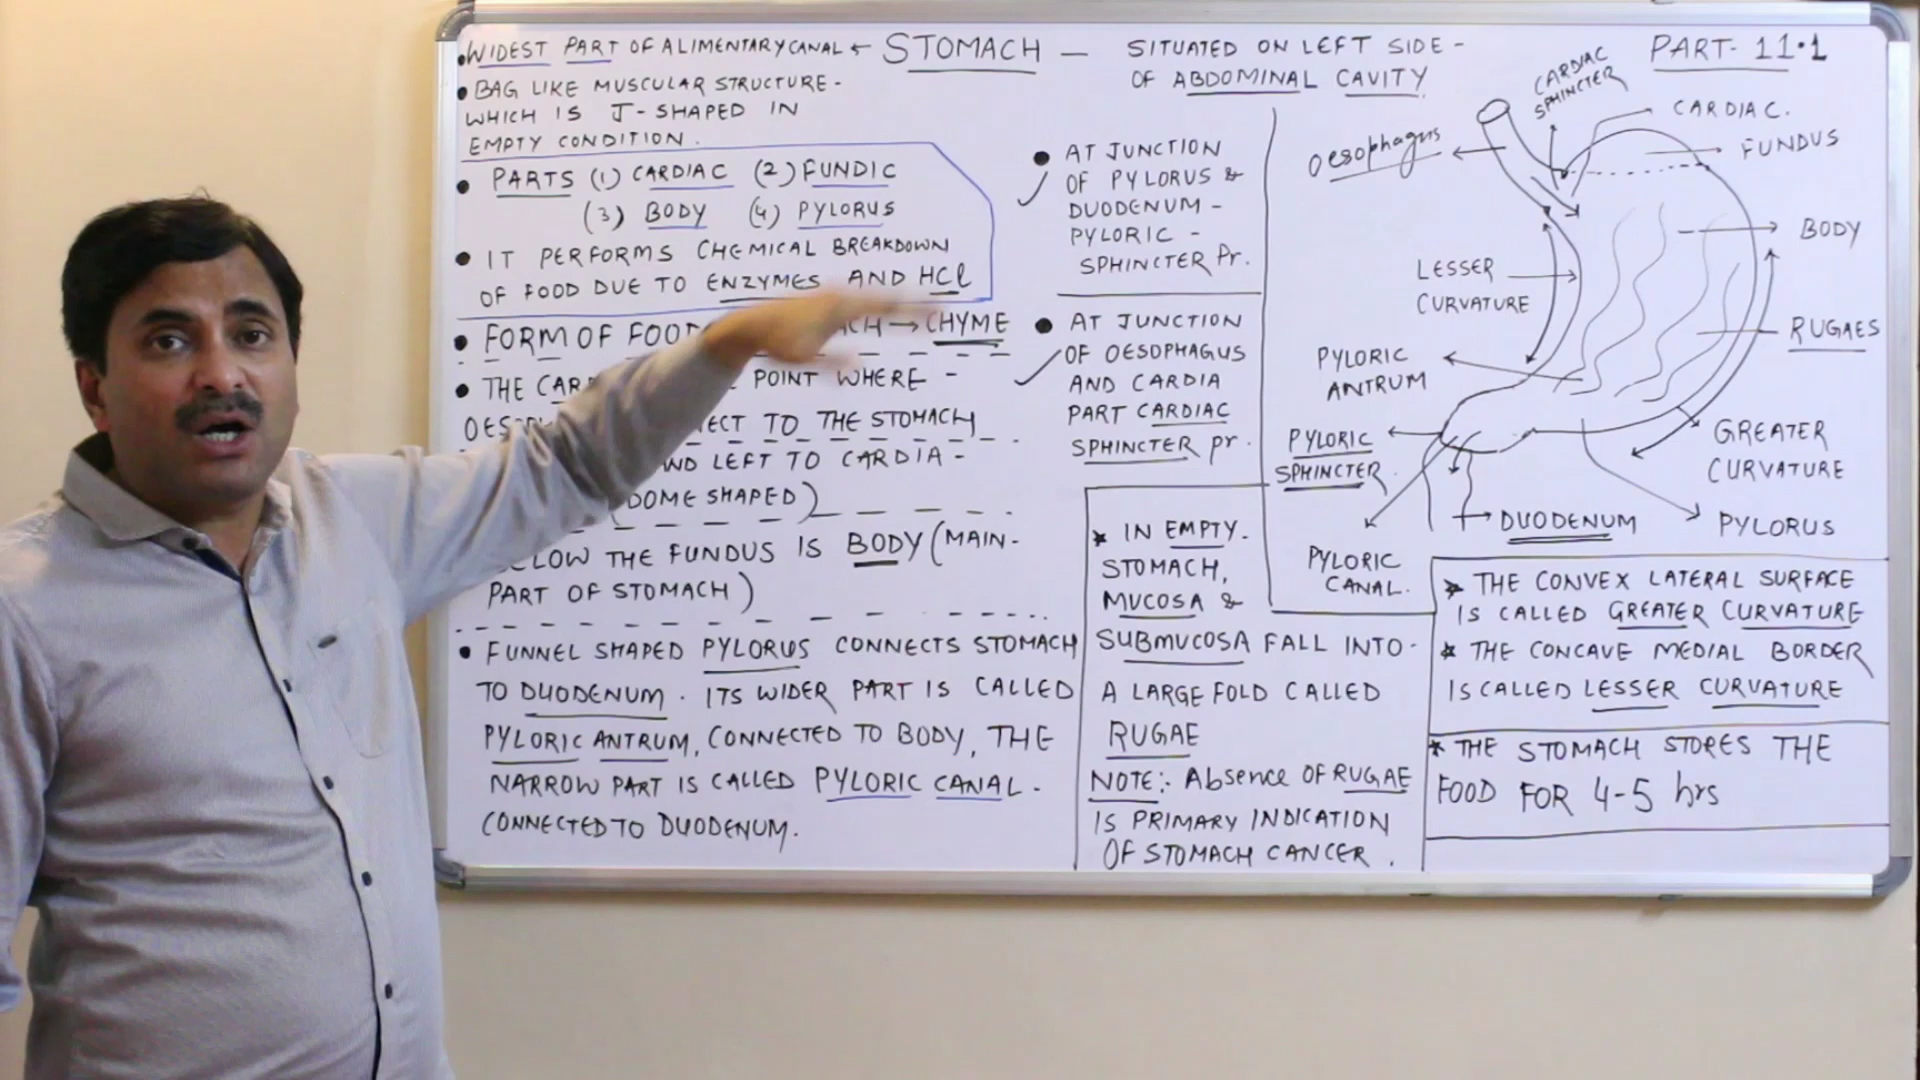 •WIDEST PART OF ALIMENTARY CANAL ← STOMACH — SITUATED ON LEFT SIDE -
OF ABDOMINAL CAVITY
PART- 11.1
• BAG LIKE MUSCULAR STRUCTURE -
WHICH IS J-SHAPED IN
EMPTY CONDITION.
• PARTS (1) CARDIAC (2) FUNDIC
(3) BODY (4) PYLORUS
• IT PERFORMS CHEMICAL BREAKDOWN
OF FOOD DUE TO ENZYMES AND HCl
• FORM OF FOOD → CHYME
• THE POINT WHERE -
TO THE STOMACH
LEFT TO CARDIA -
(DOME SHAPED)
THE FUNDUS IS BODY (MAIN-
PART OF STOMACH)
• FUNNEL SHAPED PYLORUS CONNECTS STOMACH
TO DUODENUM. ITS WIDER PART IS CALLED
PYLORIC ANTRUM, CONNECTED TO BODY, THE
NARROW PART IS CALLED PYLORIC CANAL -
CONNECTED TO DUODENUM.
• AT JUNCTION
OF PYLORUS &
DUODENUM -
PYLORIC -
SPHINCTER Pr.
• AT JUNCTION
OF OESOPHAGUS
AND CARDIA
PART CARDIAC
SPHINCTER pr.
* IN EMPTY.
STOMACH,
MUCOSA &
SUBMUCOSA FALL INTO -
A LARGE FOLD CALLED
RUGAE
NOTE:- Absence OF RUGAE
IS PRIMARY INDICATION
OF STOMACH CANCER.
CARDIAC
SPHINCTER
CARDIAC.
FUNDUS
Oesophagus
BODY
LESSER
CURVATURE
RUGAES
PYLORIC
ANTRUM
PYLORIC
SPHINCTER.
GREATER
CURVATURE
DUODENUM
PYLORUS
PYLORIC
CANAL.
* THE CONVEX LATERAL SURFACE
IS CALLED GREATER CURVATURE
* THE CONCAVE MEDIAL BORDER
IS CALLED LESSER CURVATURE
* THE STOMACH STORES THE
FOOD FOR 4-5 hrs